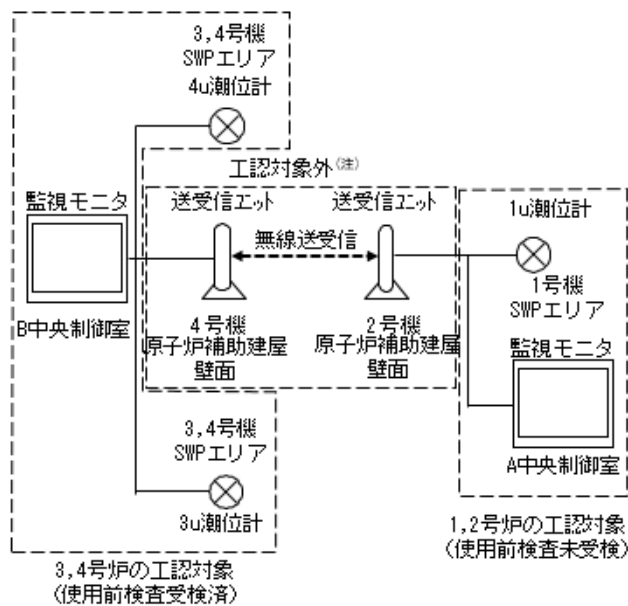 3,4号機
SWPエリア
4u潮位計
工認対象外(注)
監視モニタ
B中央制御室
送受信ユニット
送受信ユニット
無線送受信
4号機
原子炉補助建屋
壁面
2号機
原子炉補助建屋
壁面
1u潮位計
1号機
SWPエリア
監視モニタ
A中央制御室
3,4号機
SWPエリア
3u潮位計
3,4号炉の工認対象
(使用前検査受検済)
1,2号炉の工認対象
(使用前検査未受検)